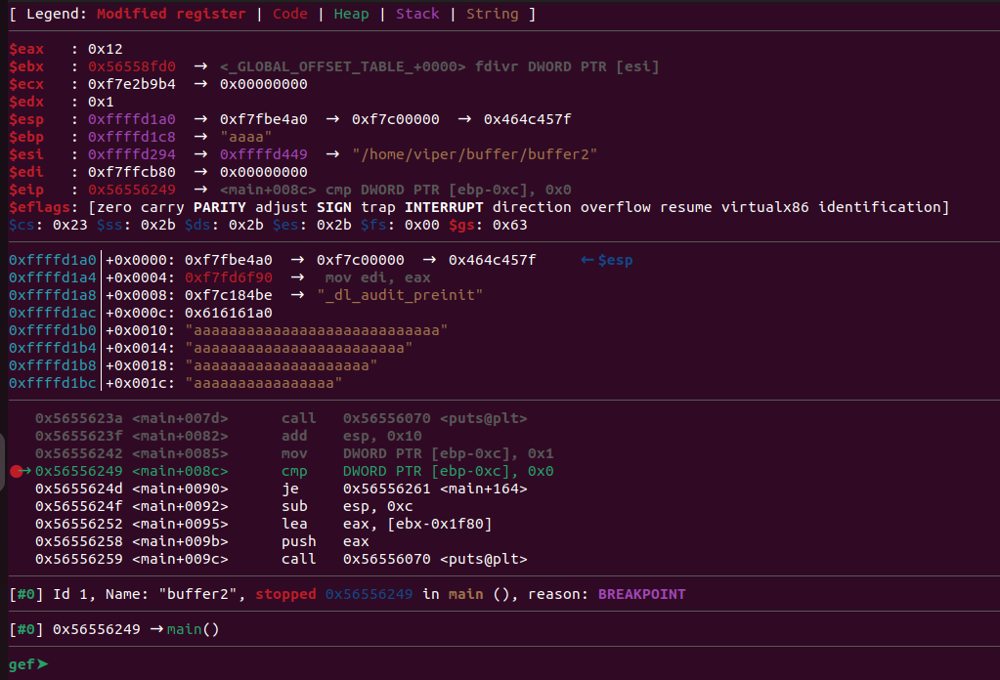 [ Legend: Modified register | Code | Heap | Stack | String ]
$eax   : 0x12
$ebx   : 0x56558fd0  →  <_GLOBAL_OFFSET_TABLE_+0000> fdivr DWORD PTR [esi]
$ecx   : 0xf7e2b9b4  →  0x00000000
$edx   : 0x1
$esp   : 0xffffd1a0  →  0xf7fbe4a0  →  0xf7c00000  →  0x464c457f
$ebp   : 0xffffd1c8  →  "aaaa"
$esi   : 0xffffd294  →  0xffffd449  →  "/home/viper/buffer/buffer2"
$edi   : 0xf7ffcb80  →  0x00000000
$eip   : 0x56556249  →  <main+008c> cmp DWORD PTR [ebp-0xc], 0x0
$eflags: [zero carry PARITY adjust SIGN trap INTERRUPT direction overflow resume virtualx86 identification]
$cs: 0x23 $ss: 0x2b $ds: 0x2b $es: 0x2b $fs: 0x00 $gs: 0x63
0xffffd1a0│+0x0000: 0xf7fbe4a0  →  0xf7c00000  →  0x464c457f     ←$esp
0xffffd1a4│+0x0004: 0xf7fd6f90  →   mov edi, eax
0xffffd1a8│+0x0008: 0xf7c184be  →  "_dl_audit_preinit"
0xffffd1ac│+0x000c: 0x616161a0
0xffffd1b0│+0x0010: "aaaaaaaaaaaaaaaaaaaaaaaaaaaa"
0xffffd1b4│+0x0014: "aaaaaaaaaaaaaaaaaaaaaaaa"
0xffffd1b8│+0x0018: "aaaaaaaaaaaaaaaaaaaa"
0xffffd1bc│+0x001c: "aaaaaaaaaaaaaaaa"
0x5655623a <main+007d>      call   0x56556070 <puts@plt>
0x5655623f <main+0082>      add    esp, 0x10
0x56556242 <main+0085>      mov    DWORD PTR [ebp-0xc], 0x1
●→0x56556249 <main+008c>      cmp    DWORD PTR [ebp-0xc], 0x0
0x5655624d <main+0090>      je     0x56556261 <main+164>
0x5655624f <main+0092>      sub    esp, 0xc
0x56556252 <main+0095>      lea    eax, [ebx-0x1f80]
0x56556258 <main+009b>      push   eax
0x56556259 <main+009c>      call   0x56556070 <puts@plt>
[#0] Id 1, Name: "buffer2", stopped 0x56556249 in main (), reason: BREAKPOINT
[#0] 0x56556249 →main()
gef➤